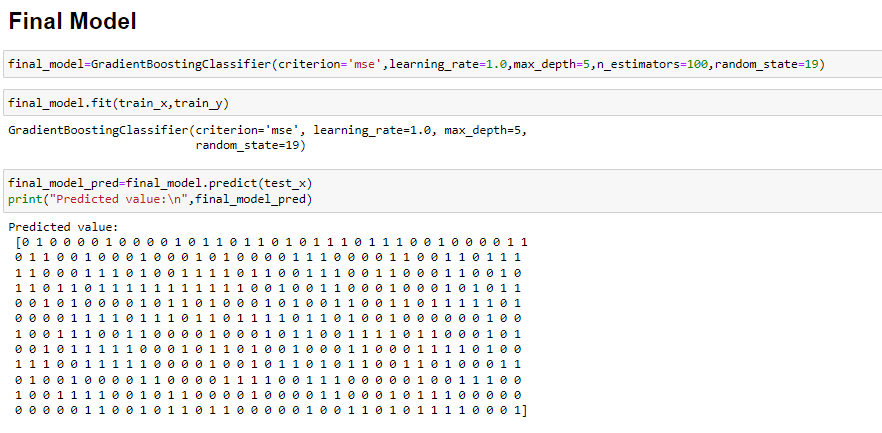 Final Model
final_model=GradientBoostingClassifier(criterion='mse',learning_rate=1.0,max_depth=5,n_estimators=100,random_state=19)
final_model.fit(train_x,train_y)
GradientBoostingClassifier(criterion='mse', learning_rate=1.0, max_depth=5,
random_state=19)
final_model_pred=final_model.predict(test_x)
print("Predicted value:\n",final_model_pred)
Predicted value:
[0 1 0 0 0 0 1 0 0 0 0 1 0 1 1 0 1 1 0 1 0 1 1 1 0 1 1 1 0 0 1 0 0 0 0 1 1
0 1 1 0 0 1 0 0 0 1 0 0 0 1 0 1 0 0 0 0 1 1 1 0 0 0 0 1 1 0 0 1 1 0 1 1 1
1 1 0 0 0 1 1 1 0 1 0 0 1 1 1 1 0 1 1 0 0 1 1 1 0 0 1 1 0 0 0 1 1 0 0 1 0
1 1 0 1 1 0 1 1 1 1 1 1 1 1 1 1 1 0 0 1 0 0 1 1 0 0 0 1 0 0 0 1 0 1 0 1 1
0 0 1 0 1 0 0 0 0 1 0 1 1 0 1 0 0 0 1 0 1 0 0 1 1 0 1 1 0 1 1 1 1 1 1 0 1
0 0 0 0 1 1 1 1 0 1 1 1 0 1 1 0 1 1 1 1 0 1 1 0 1 0 0 1 0 0 0 0 0 0 1 0 0
1 0 0 1 1 1 0 0 1 1 0 0 0 0 1 0 0 0 1 0 1 1 0 0 1 1 1 1 0 1 1 0 0 0 1 0 1
0 0 1 0 1 1 1 1 1 0 0 0 1 0 1 1 0 1 0 0 1 0 0 0 1 1 0 0 0 1 1 1 1 0 1 0 0
1 1 1 0 0 1 1 1 1 1 0 0 0 0 1 0 0 1 0 1 1 0 1 0 1 1 0 0 1 1 0 1 0 0 0 1 1
0 1 0 0 1 0 0 0 0 1 1 0 0 0 0 1 1 1 1 0 0 1 1 1 0 0 0 0 0 1 0 0 1 1 1 0 0
1 0 0 1 1 1 1 0 0 1 0 1 1 0 0 0 0 1 0 0 0 0 1 1 0 0 0 1 0 1 1 1 0 0 0 0 0
0 0 0 0 0 1 1 0 0 1 0 1 1 0 1 1 0 0 0 0 0 1 0 0 1 1 0 1 0 1 1 1 1 0 0 0 1]